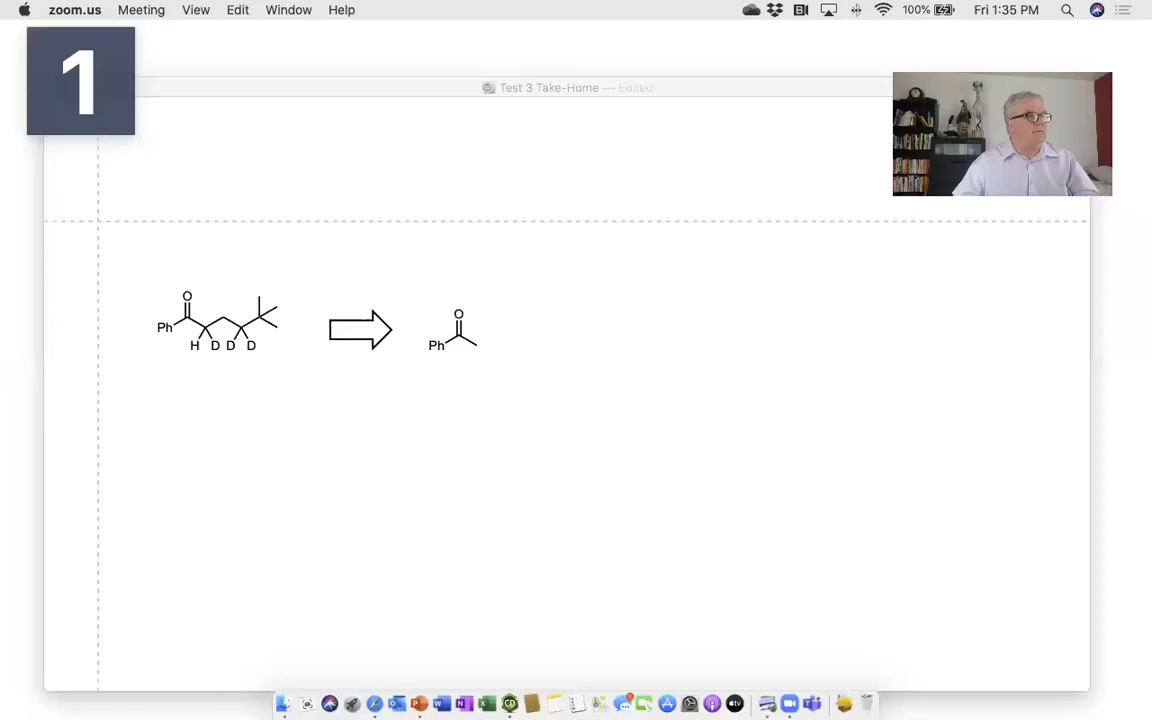 zoom.us Meeting View Edit Window Help 100% Fri 1:35 PM
1
Test 3 Take-Home — Edited
O
Ph
H D D D
O
Ph